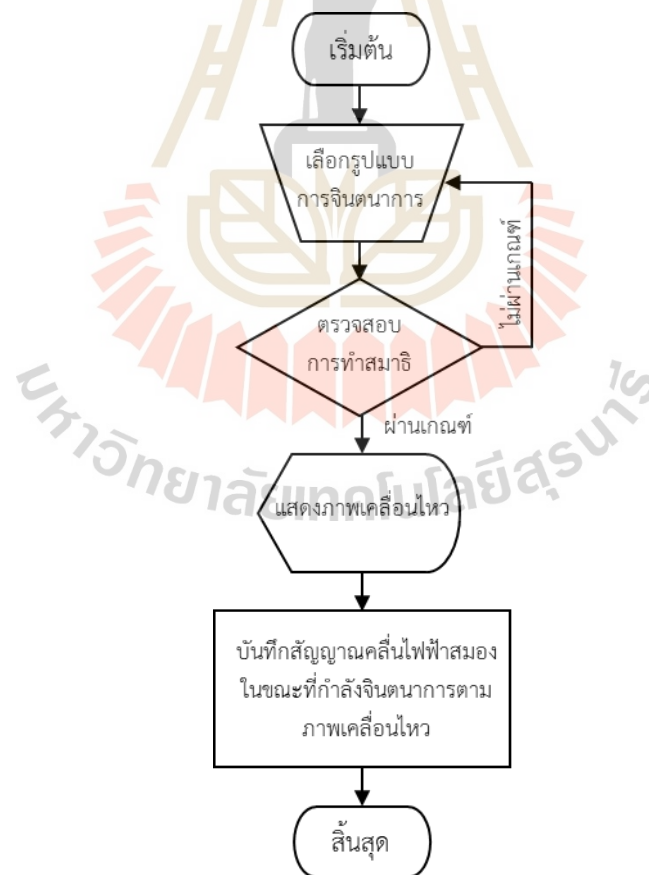 เริ่มต้น
เลือกรูปแบบ
การจินตนาการ
ไม่ผ่านเกณฑ์
ตรวจสอบ
การทำสมาธิ
ผ่านเกณฑ์
แสดงภาพเคลื่อนไหว
บันทึกสัญญาณคลื่นไฟฟ้าสมอง
ในขณะที่กำลังจินตนาการตาม
ภาพเคลื่อนไหว
สิ้นสุด
มหาวิทยาลัยเทคโนโลยีสุรนารี